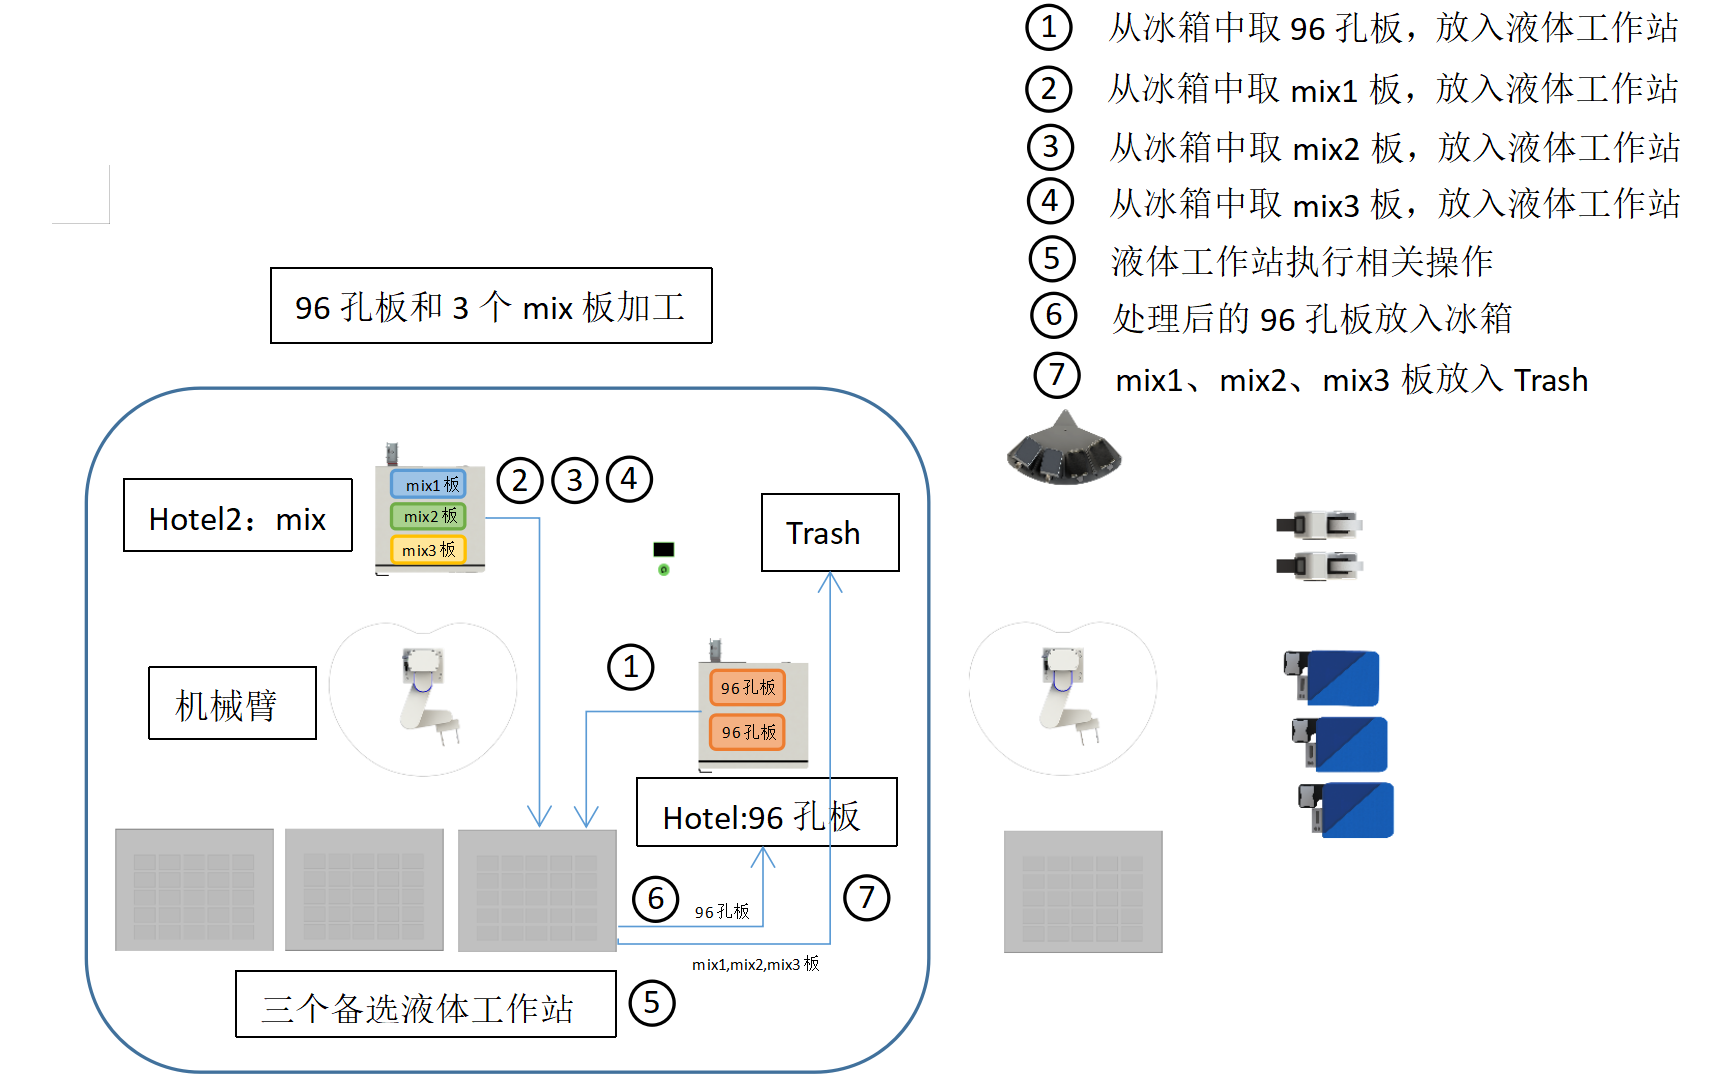 ① 从冰箱中取 96 孔板，放入液体工作站
② 从冰箱中取 mix1 板，放入液体工作站
③ 从冰箱中取 mix2 板，放入液体工作站
④ 从冰箱中取 mix3 板，放入液体工作站
⑤ 液体工作站执行相关操作
⑥ 处理后的 96 孔板放入冰箱
⑦ mix1、mix2、mix3 板放入 Trash
96 孔板和 3 个 mix 板加工
Hotel2：mix
mix1 板
mix2 板
mix3 板
② ③ ④
Trash
机械臂
①
96 孔板
96 孔板
Hotel:96 孔板
⑥
96 孔板
⑦
mix1,mix2,mix3 板
三个备选液体工作站
⑤